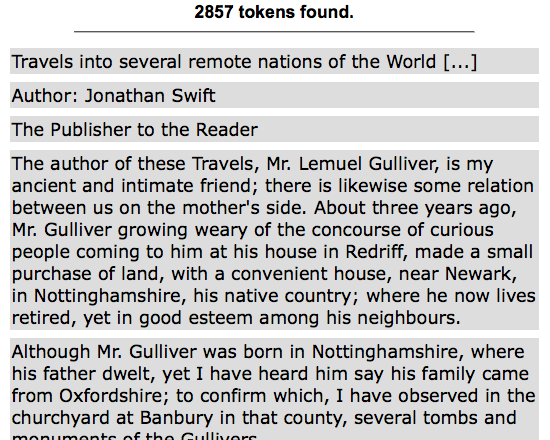 2857 tokens found.
Travels into several remote nations of the World [...]
Author: Jonathan Swift
The Publisher to the Reader
The author of these Travels, Mr. Lemuel Gulliver, is my
ancient and intimate friend; there is likewise some relation
between us on the mother's side. About three years ago,
Mr. Gulliver growing weary of the concourse of curious
people coming to him at his house in Redriff, made a small
purchase of land, with a convenient house, near Newark,
in Nottinghamshire, his native country; where he now lives
retired, yet in good esteem among his neighbours.
Although Mr. Gulliver was born in Nottinghamshire, where
his father dwelt, yet I have heard him say his family came
from Oxfordshire; to confirm which, I have observed in the
churchyard at Banbury in that county, several tombs and
monuments of the Gullivers.